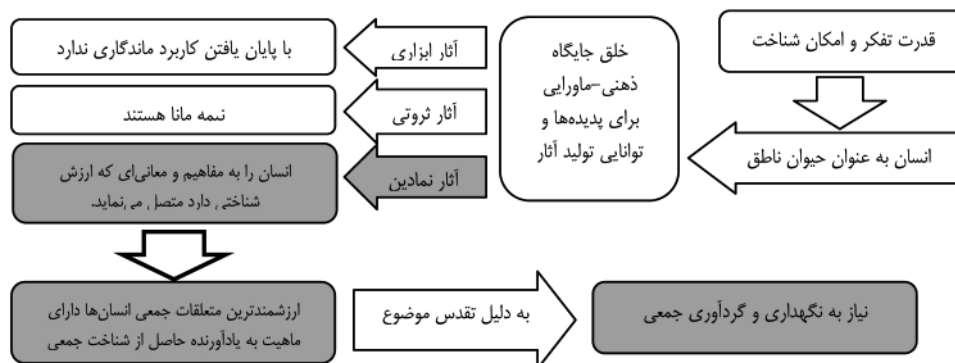 قدرت تفکر و امکان شناخت
انسان به عنوان حیوان ناطق
خلق جایگاه
ذهنی-ماورایی
برای پدیده‌ها و
توانایی تولید آثار
آثار ابزاری
با پایان یافتن کاربرد ماندگاری ندارد
آثار ثروتی
نیمه مانا هستند
آثار نمادین
انسان را به مفاهیم و معانی‌ای که ارزش
شناختی دارد متصل می‌نماید.
ارزشمندترین متعلقات جمعی انسان‌ها دارای
ماهیت به یادآورنده حاصل از شناخت جمعی
به دلیل تقدس موضوع
نیاز به نگهداری و گردآوری جمعی